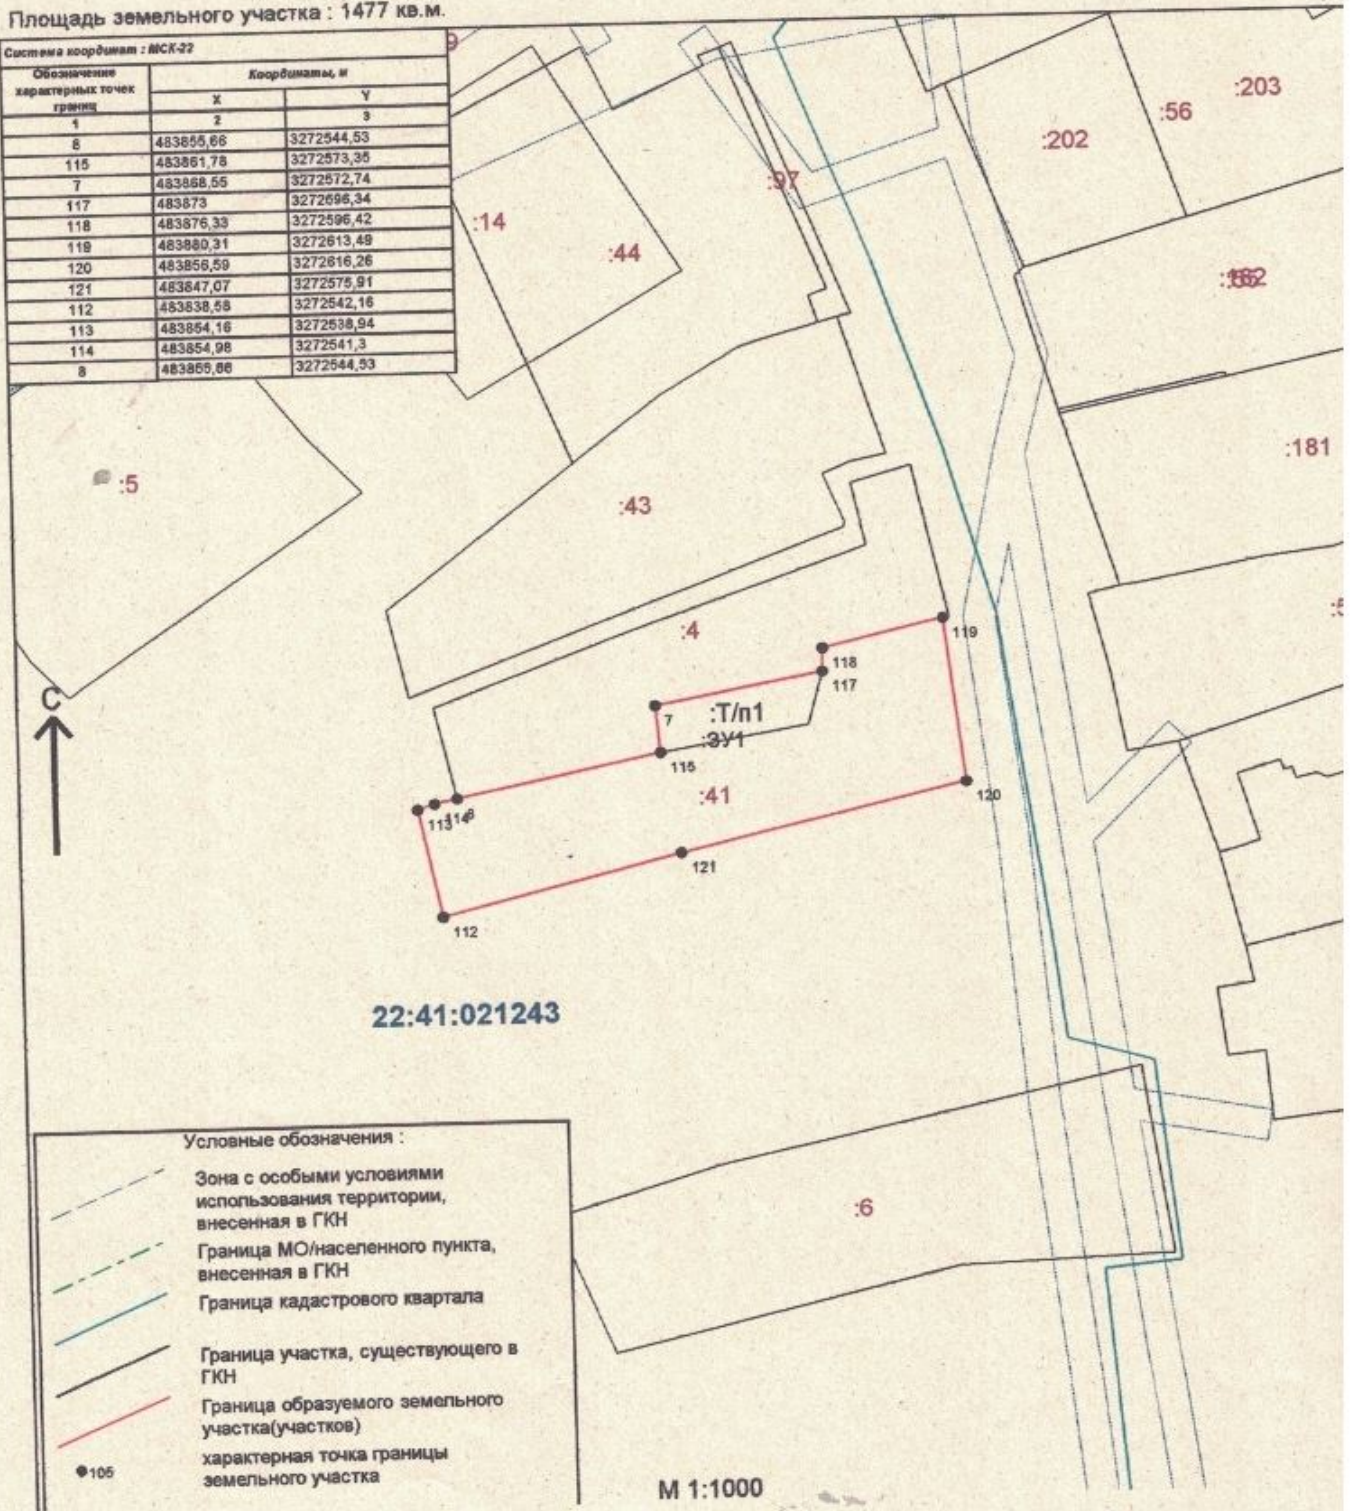 Площадь земельного участка : 1477 кв.м.
Система координат : МСК-22
Обозначение характерных точек границ Координаты, м
X Y
1 2 3
8 483855,66 3272544,53
115 483861,78 3272573,35
7 483868,55 3272572,74
117 483873 3272596,34
118 483876,33 3272596,42
119 483880,31 3272613,49
120 483856,59 3272616,26
121 483847,07 3272575,91
112 483838,58 3272542,16
113 483854,16 3272538,94
114 483854,98 3272541,3
8 483855,66 3272544,53
9
:203
:56
:202
:97
:14
:44
:181
:5
:43
:4
119
118
117
С
7
:Т/п1
:ЗУ1
115
:41
120
113
114
8
121
112
22:41:021243
:6
Условные обозначения :
Зона с особыми условиями
использования территории,
внесенная в ГКН
Граница МО/населенного пункта,
внесенная в ГКН
Граница кадастрового квартала
Граница участка, существующего в
ГКН
Граница образуемого земельного
участка(участков)
105
характерная точка границы
земельного участка
М 1:1000